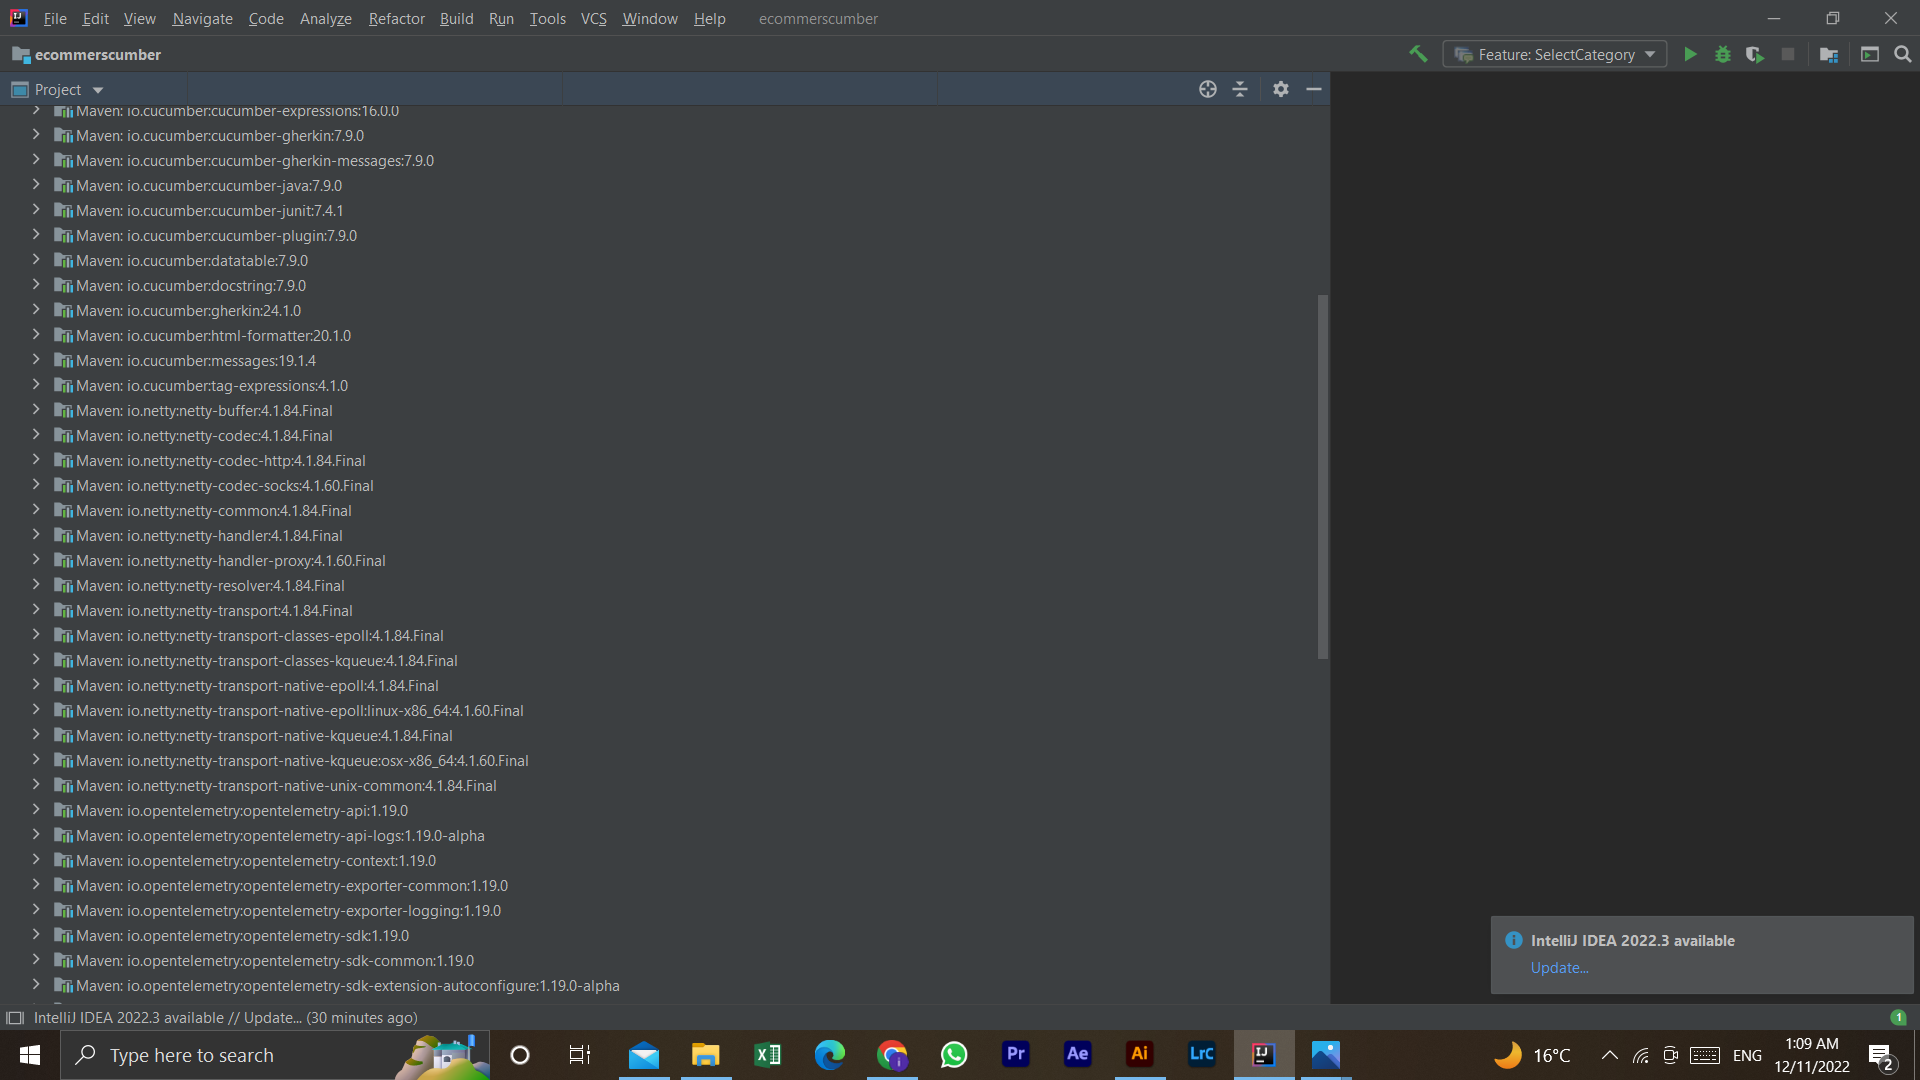 File Edit View Navigate Code Analyze Refactor Build Run Tools VCS Window Help ecommerscumber
ecommerscumber
Feature: SelectCategory
Project
Maven: io.cucumber:cucumber-expressions:16.0.0
Maven: io.cucumber:cucumber-gherkin:7.9.0
Maven: io.cucumber:cucumber-gherkin-messages:7.9.0
Maven: io.cucumber:cucumber-java:7.9.0
Maven: io.cucumber:cucumber-junit:7.4.1
Maven: io.cucumber:cucumber-plugin:7.9.0
Maven: io.cucumber:datatable:7.9.0
Maven: io.cucumber:docstring:7.9.0
Maven: io.cucumber:gherkin:24.1.0
Maven: io.cucumber:html-formatter:20.1.0
Maven: io.cucumber:messages:19.1.4
Maven: io.cucumber:tag-expressions:4.1.0
Maven: io.netty:netty-buffer:4.1.84.Final
Maven: io.netty:netty-codec:4.1.84.Final
Maven: io.netty:netty-codec-http:4.1.84.Final
Maven: io.netty:netty-codec-socks:4.1.60.Final
Maven: io.netty:netty-common:4.1.84.Final
Maven: io.netty:netty-handler:4.1.84.Final
Maven: io.netty:netty-handler-proxy:4.1.60.Final
Maven: io.netty:netty-resolver:4.1.84.Final
Maven: io.netty:netty-transport:4.1.84.Final
Maven: io.netty:netty-transport-classes-epoll:4.1.84.Final
Maven: io.netty:netty-transport-classes-kqueue:4.1.84.Final
Maven: io.netty:netty-transport-native-epoll:4.1.84.Final
Maven: io.netty:netty-transport-native-epoll:linux-x86_64:4.1.60.Final
Maven: io.netty:netty-transport-native-kqueue:4.1.84.Final
Maven: io.netty:netty-transport-native-kqueue:osx-x86_64:4.1.60.Final
Maven: io.netty:netty-transport-native-unix-common:4.1.84.Final
Maven: io.opentelemetry:opentelemetry-api:1.19.0
Maven: io.opentelemetry:opentelemetry-api-logs:1.19.0-alpha
Maven: io.opentelemetry:opentelemetry-context:1.19.0
Maven: io.opentelemetry:opentelemetry-exporter-common:1.19.0
Maven: io.opentelemetry:opentelemetry-exporter-logging:1.19.0
Maven: io.opentelemetry:opentelemetry-sdk:1.19.0
Maven: io.opentelemetry:opentelemetry-sdk-common:1.19.0
Maven: io.opentelemetry:opentelemetry-sdk-extension-autoconfigure:1.19.0-alpha
IntelliJ IDEA 2022.3 available
Update...
IntelliJ IDEA 2022.3 available // Update... (30 minutes ago)
1
Type here to search
Pr Ae Ai LrC IJ
16°C
ENG
1:09 AM
12/11/2022
2